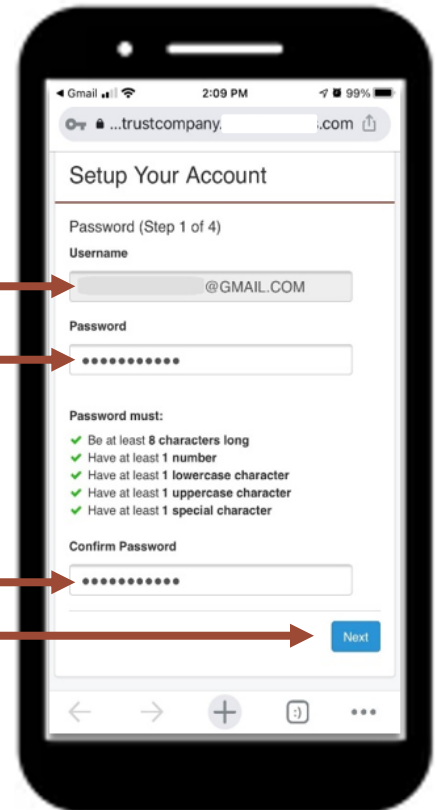 Gmail 2:09 PM 99%
...trustcompany. .com
Setup Your Account
Password (Step 1 of 4)
Username
@GMAIL.COM
Password
•••••••••••
Password must:
Be at least 8 characters long
Have at least 1 number
Have at least 1 lowercase character
Have at least 1 uppercase character
Have at least 1 special character
Confirm Password
•••••••••••
Next
:)